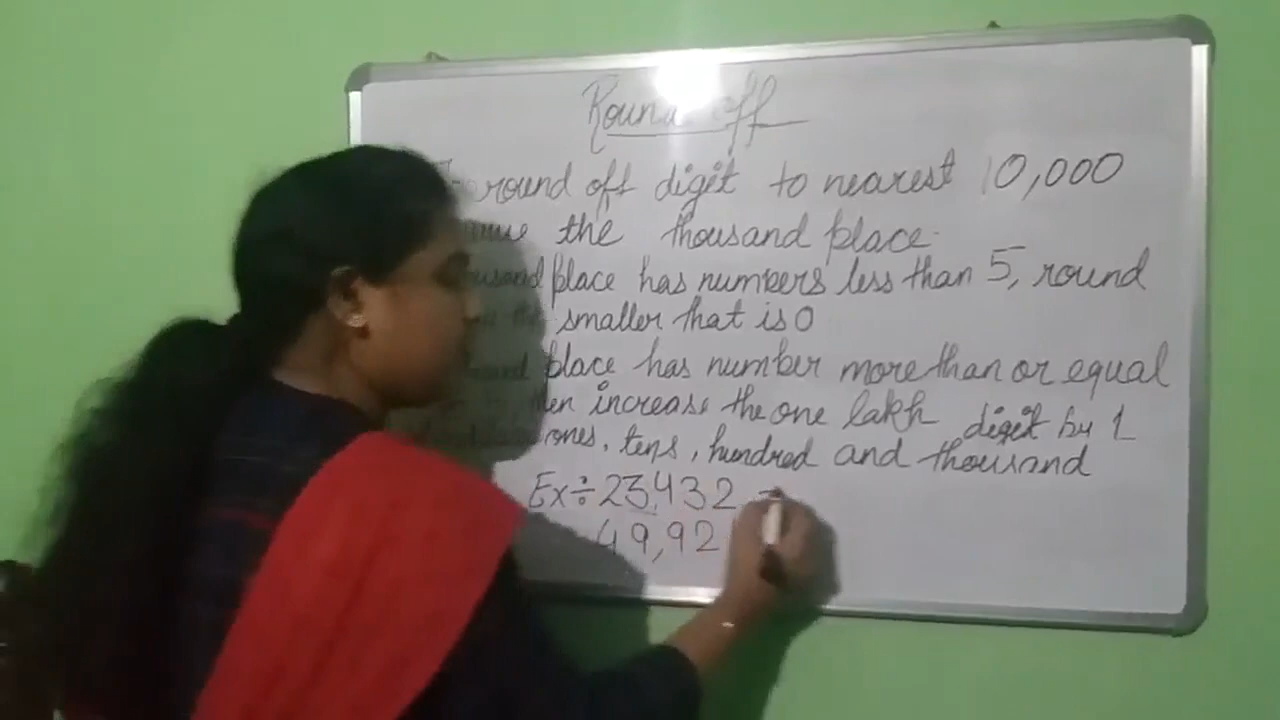 Round off
round off digit to nearest 10,000
the thousand place.
place has numbers less than 5, round
smaller that is 0
place has number more than or equal
increase the one lakh digit by 1
ones, tens, hundred and thousand
Ex÷ 23,432
49,92